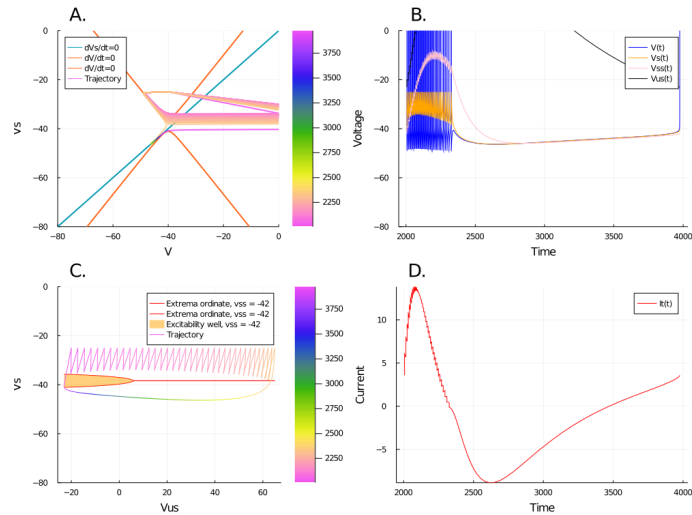 A.
B.
0
−20
−40
−60
−80
vs
−80
−60
−40
−20
0
V
dVs/dt=0
dV/dt=0
dV/dt=0
Trajectory
3750
3500
3250
3000
2750
2500
2250
0
−20
−40
−60
−80
Voltage
2000
2500
3000
3500
4000
Time
V(t)
Vs(t)
Vss(t)
Vus(t)
C.
D.
0
−20
−40
−60
−80
vs
−20
0
20
40
60
Vus
Extrema ordinate, vss = -42
Extrema ordinate, vss = -42
Excitability well, vss = -42
Trajectory
3750
3500
3250
3000
2750
2500
2250
10
5
0
−5
Current
2000
2500
3000
3500
4000
Time
It(t)